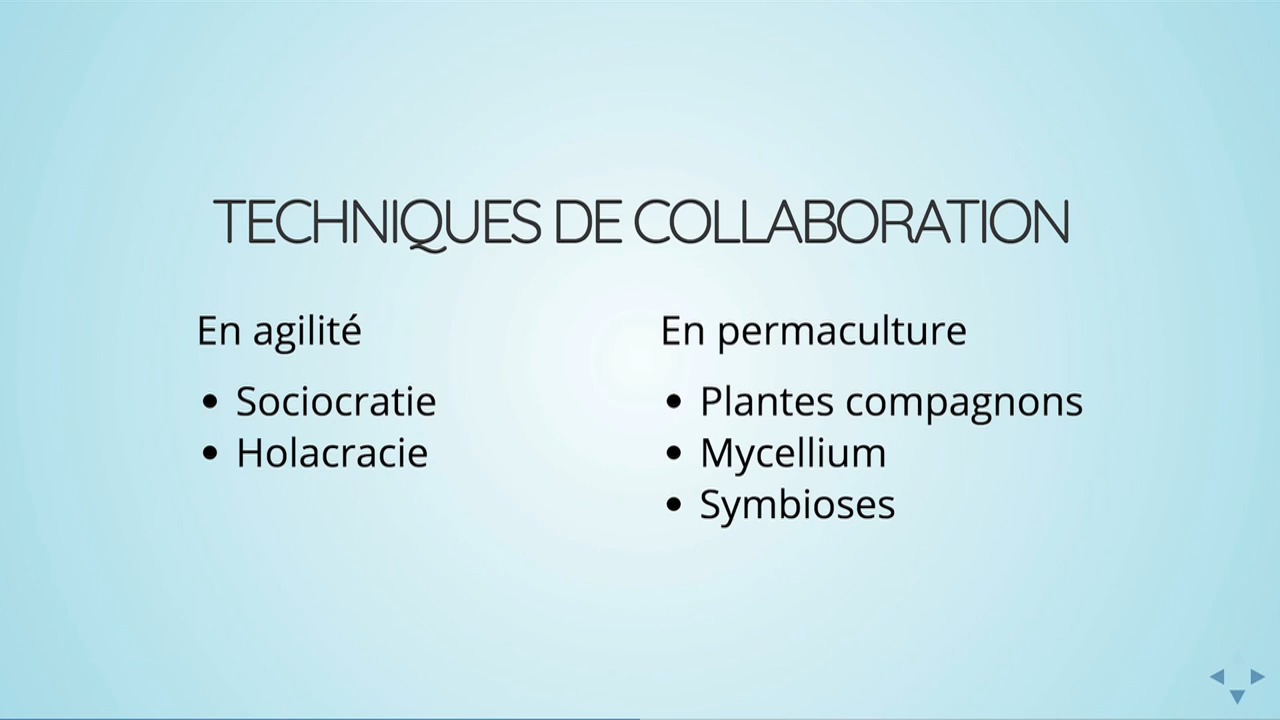 TECHNIQUES DE COLLABORATION
En agilité
• Sociocratie
• Holacracie
En permaculture
• Plantes compagnons
• Mycellium
• Symbioses